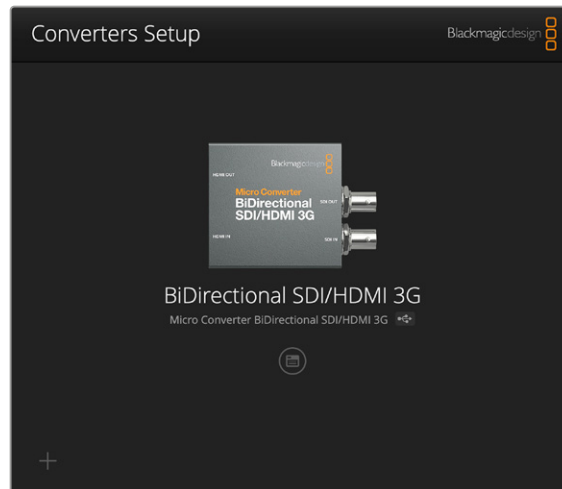 Converters Setup
Blackmagicdesign
Blackmagicdesign
HDMI OUT
Micro Converter
BiDirectional
SDI/HDMI 3G
SDI OUT
HDMI IN
SDI IN
BiDirectional SDI/HDMI 3G
Micro Converter BiDirectional SDI/HDMI 3G